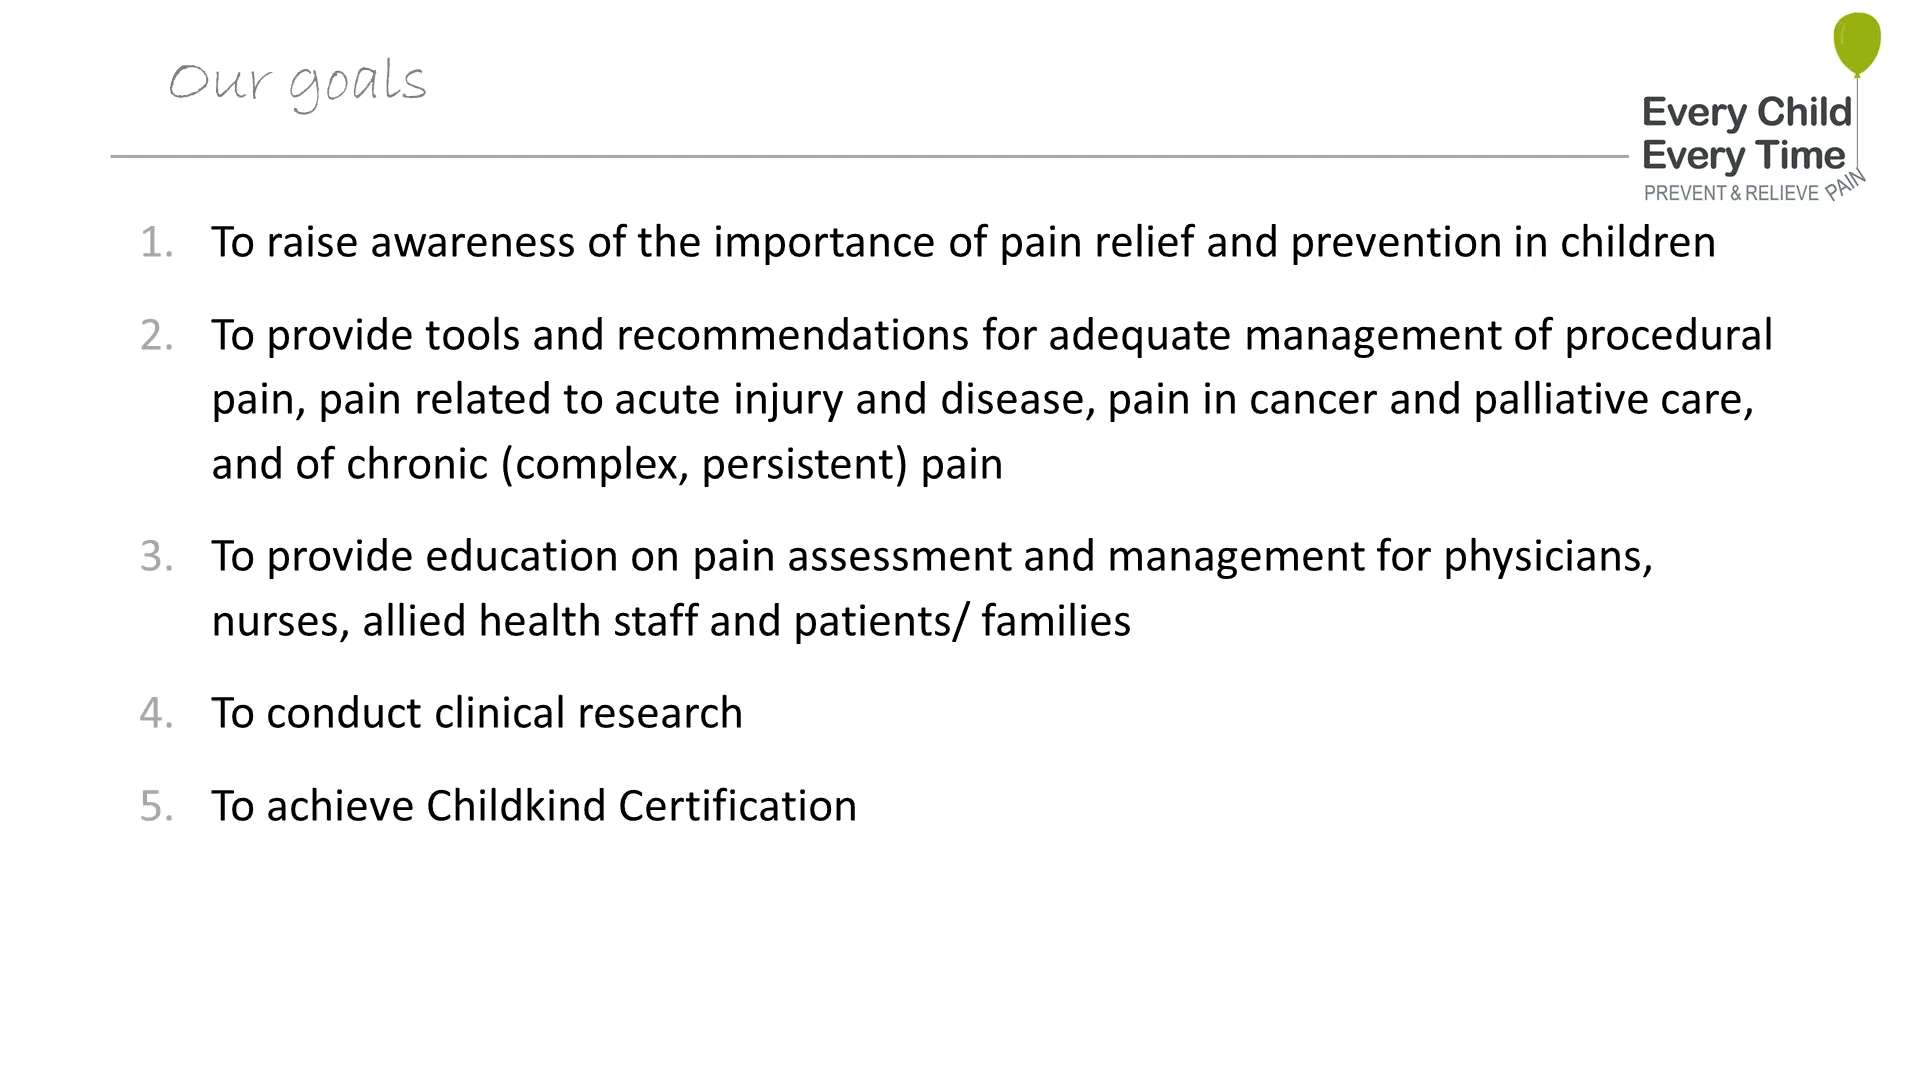 Our goals
Every Child
Every Time
PREVENT & RELIEVE PAIN
1. To raise awareness of the importance of pain relief and prevention in children
2. To provide tools and recommendations for adequate management of procedural
pain, pain related to acute injury and disease, pain in cancer and palliative care,
and of chronic (complex, persistent) pain
3. To provide education on pain assessment and management for physicians,
nurses, allied health staff and patients/ families
4. To conduct clinical research
5. To achieve Childkind Certification